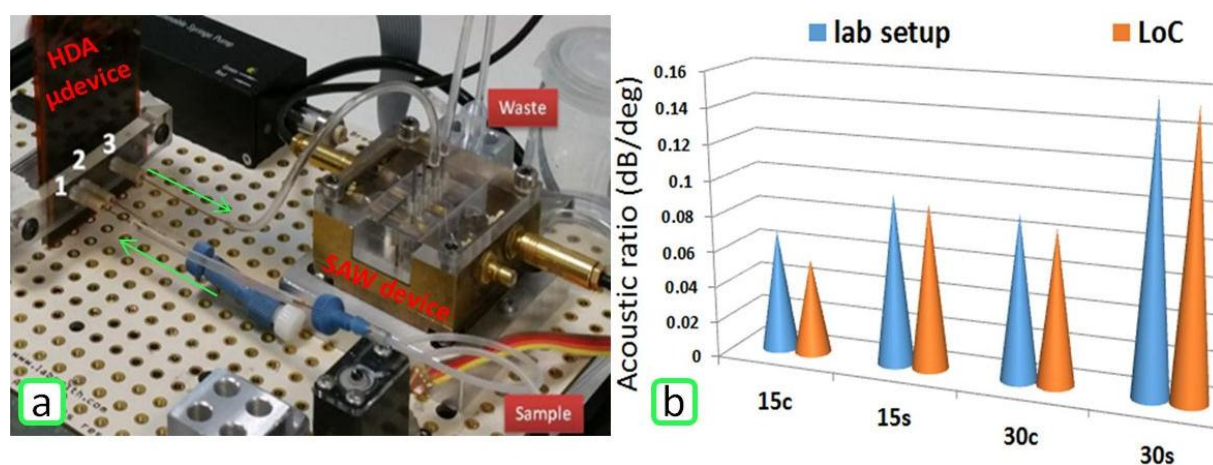 HDA
μdevice
1 2 3
Waste
SAW device
Sample
a
lab setup
LoC
Acoustic ratio (dB/deg)
0.16
0.14
0.12
0.1
0.08
0.06
0.04
0.02
0
15c
15s
30c
30s
b